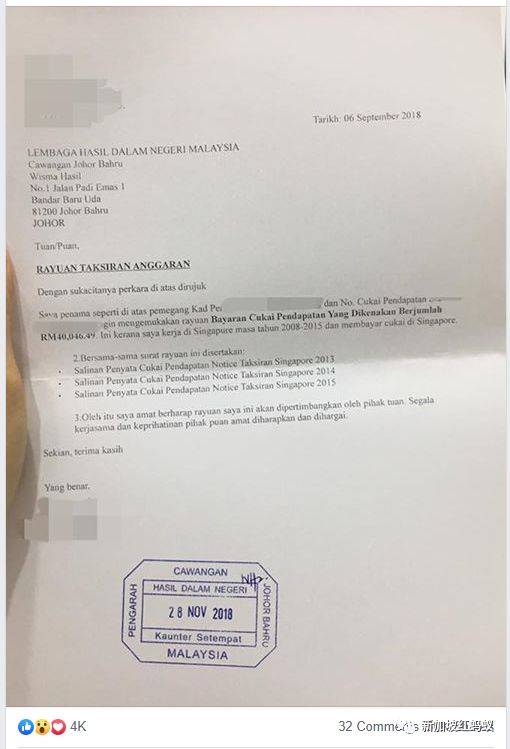 Tarikh: 06 September 2018
LEMBAGA HASIL DALAM NEGERI MALAYSIA
Cawangan Johor Bahru
Wisma Hasil
No.1 Jalan Padi Emas 1
Bandar Baru Uda
81200 Johor Bahru
JOHOR
Tuan/Puan,
RAYUAN TAKSIRAN ANGGARAN
Dengan sukacitanya perkara di atas dirujuk
Saya penama seperti di atas pemegang Kad dan No. Cukai Pendapatan
mengemukakan rayuan Bayaran Cukai Pendapatan Yang Dikenakan Berjumlah
RM40,046.49. Ini kerana saya kerja di Singapure masa tahun 2008-2015 dan membayar cukai di Singapore.
2.Bersama-sama surat rayuan ini disertakan:
- Salinan Penyata Cukai Pendapatan Notice Taksiran Singapore 2013
- Salinan Penyata Cukai Pendapatan Notice Taksiran Singapore 2014
- Salinan Penyata Cukai Pendapatan Notice Taksiran Singapore 2015
3.Oleh itu saya amat berharap rayuan saya ini akan dipertimbangkan oleh pihak tuan. Segala
kerjasama dan keprihatinan pihak puan amat diharapkan dan dihargai.
Sekian, terima kasih
Yang benar,
CAWANGAN
HASIL DALAM NEGERI
PENGARAH
28 NOV 2018
JOHOR BAHRU
Kaunter Setempat
MALAYSIA
4K
32 Comments
新加坡红蚂蚁